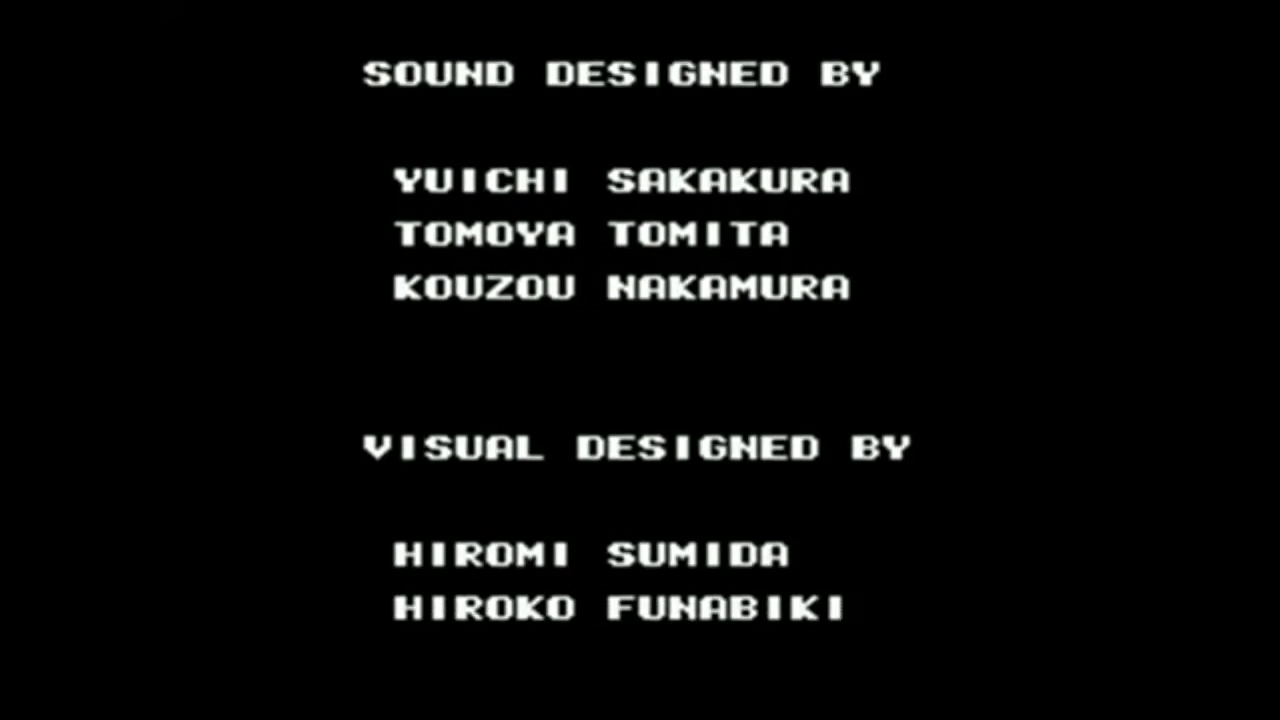 SOUND DESIGNED BY
YUICHI SAKAKURA
TOMOYA TOMITA
KOUZOU NAKAMURA
VISUAL DESIGNED BY
HIROMI SUMIDA
HIROKO FUNABIKI